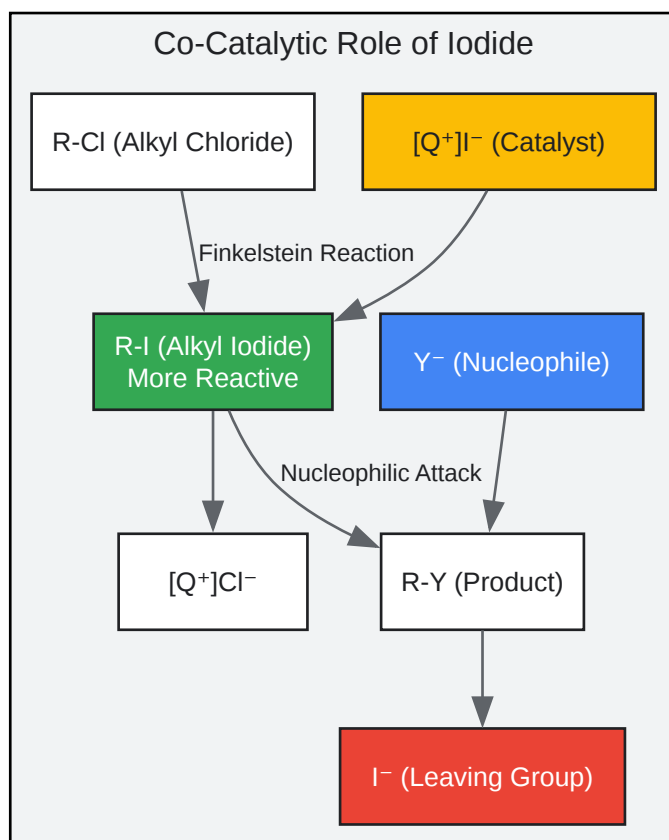 Co-Catalytic Role of Iodide
R-Cl (Alkyl Chloride)
[Q⁺]I⁻ (Catalyst)
Finkelstein Reaction
R-I (Alkyl Iodide)
More Reactive
Y⁻ (Nucleophile)
Nucleophilic Attack
[Q⁺]Cl⁻
R-Y (Product)
I⁻ (Leaving Group)